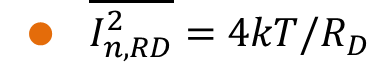 • $\overline{I_{n,RD}^{2}} = 4kT/R_D$